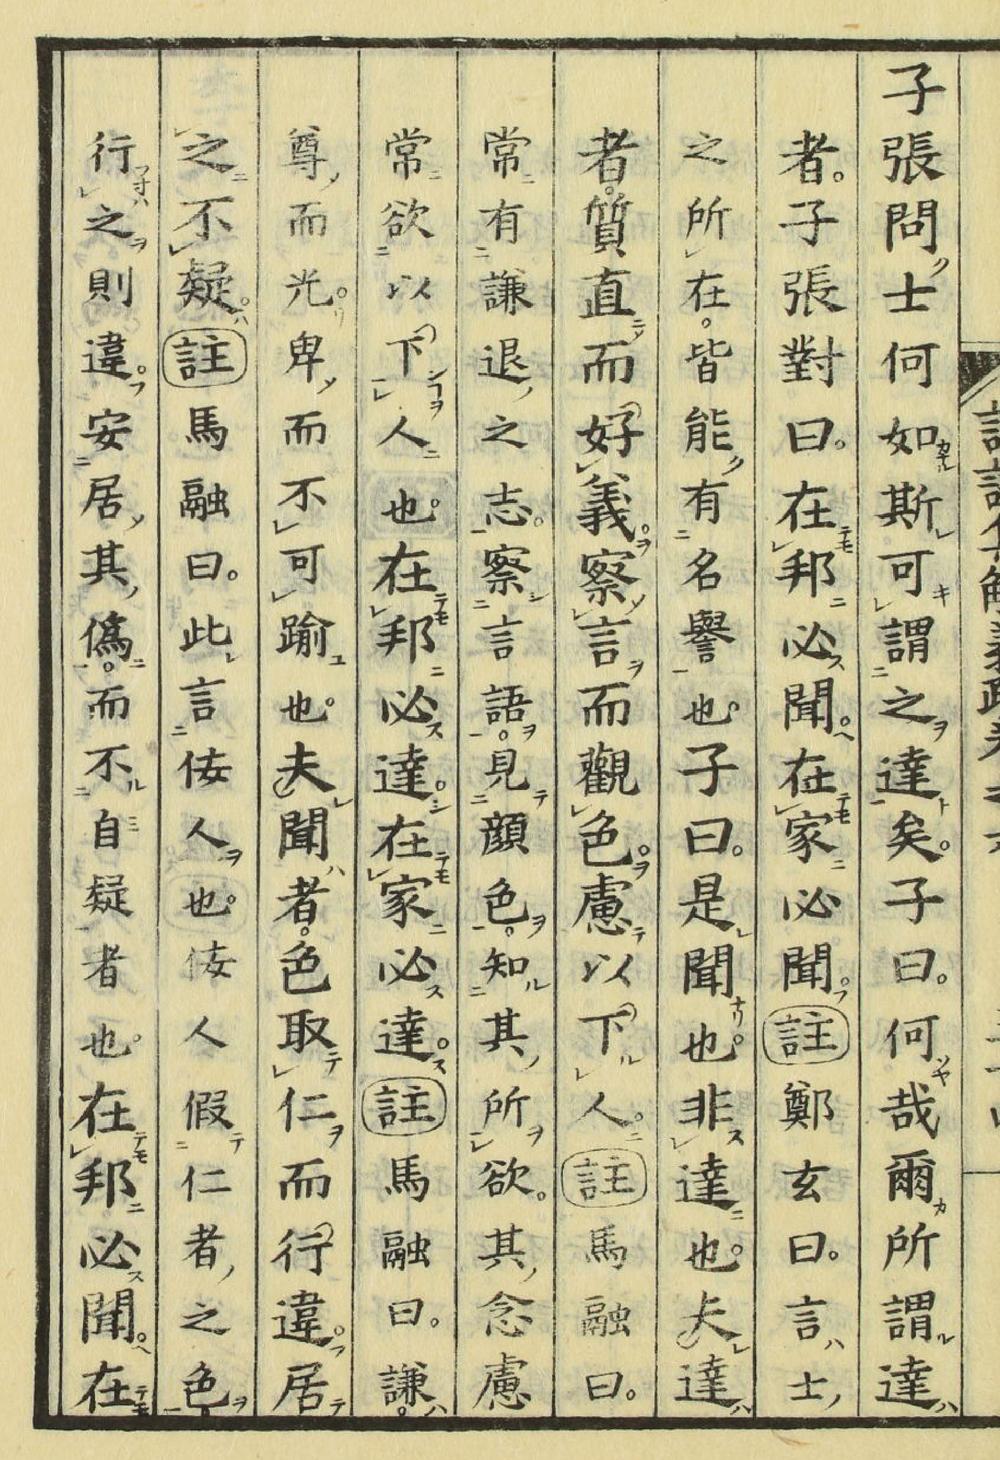 子張問士何如斯可謂之達矣。子曰。何哉爾所謂達
者。子張對曰。在邦必聞。在家必聞。註鄭玄曰。言士
之所在。皆能有名譽也。子曰。是聞也。非達也。夫達
者。質直而好義。察言而觀色。慮以下人。註馬融曰。
常有謙退之志。察言語。見顏色。知其所欲。其念慮
常欲以下人也。在邦必達。在家必達。註馬融曰。謙。
尊而光。卑而不可踰也。夫聞者。色取仁而行違。居
之不疑。註馬融曰。此言佞人也。佞人假仁者之色。
行之則違。安居其僞。而不自疑者也。在邦必聞。在